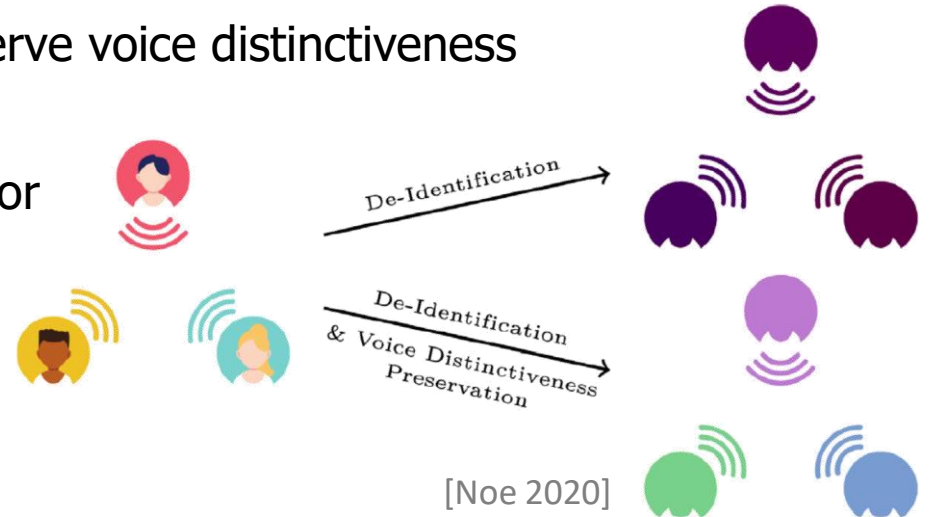 erve voice distinctiveness
or
De-Identification
De-Identification
& Voice Distinctiveness
Preservation
[Noe 2020]